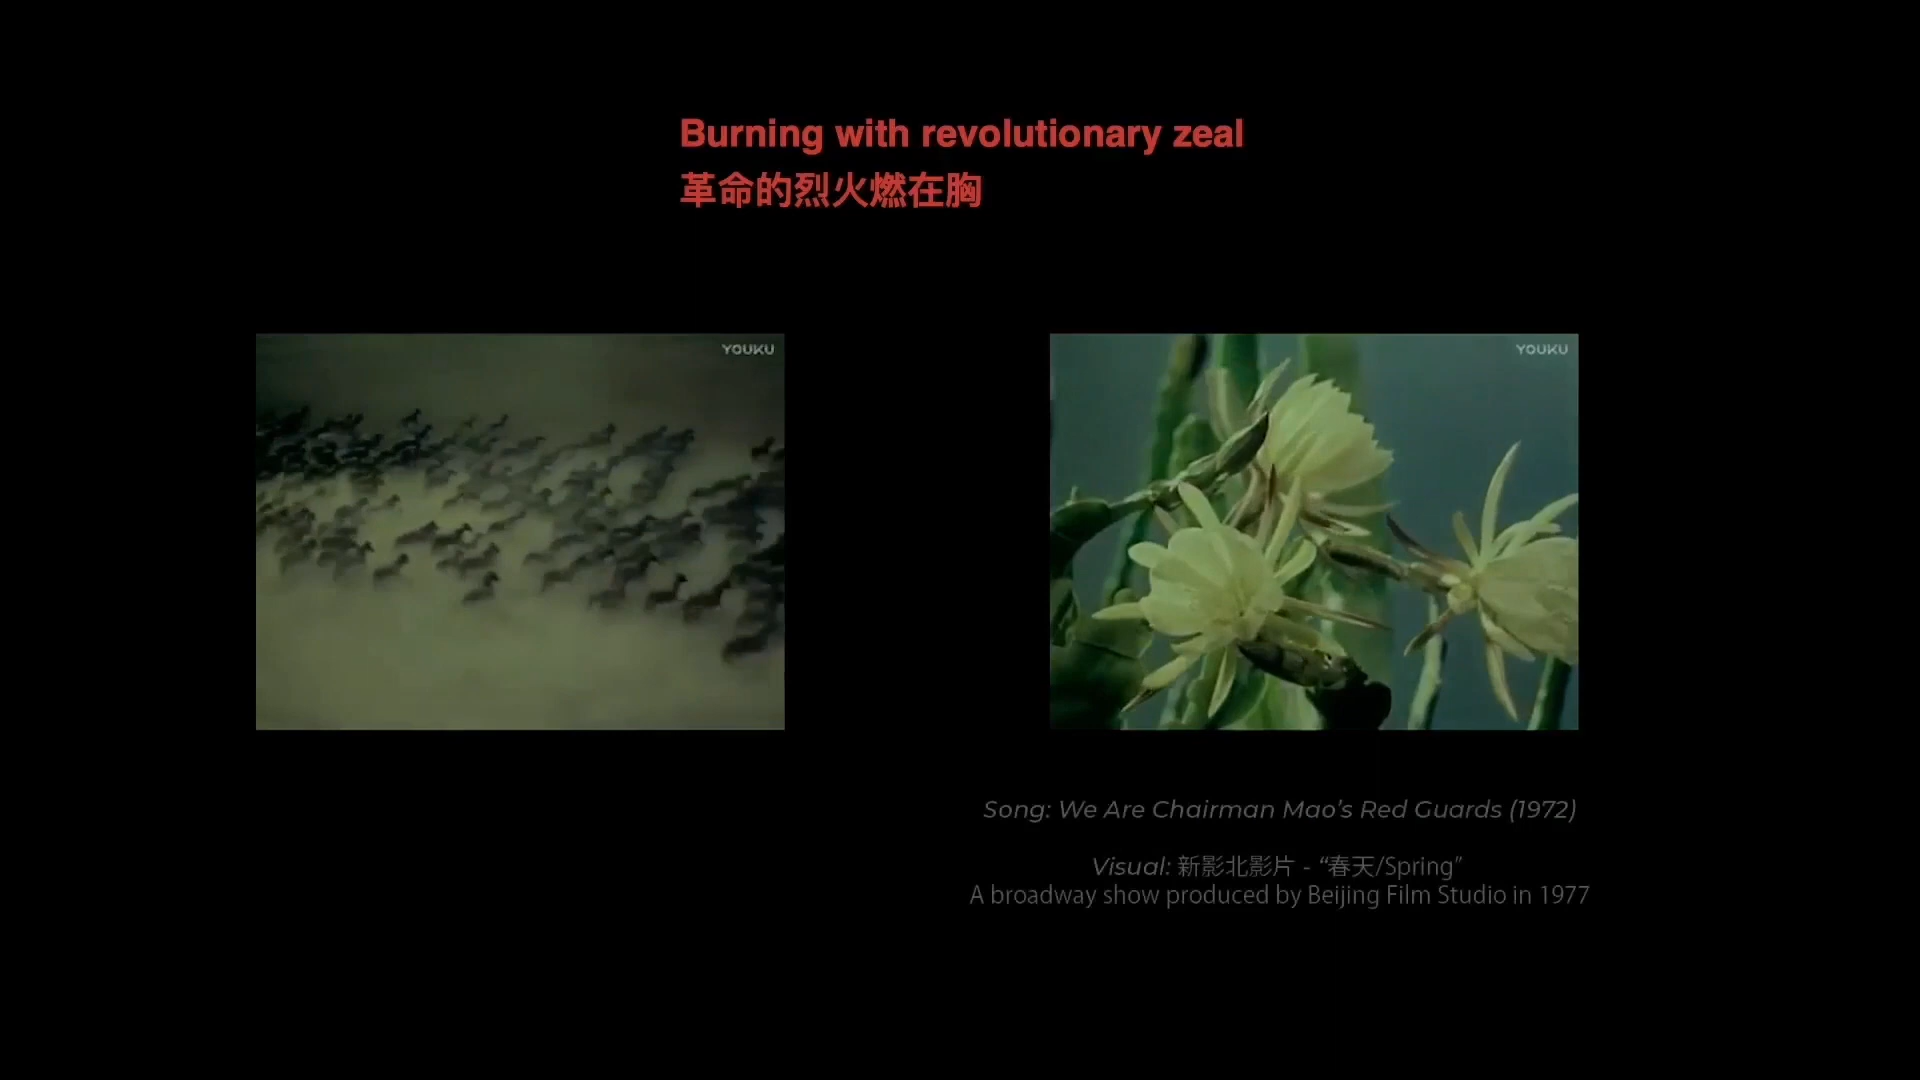 Burning with revolutionary zeal
革命的烈火燃在胸
YOUKU
YOUKU
Song: We Are Chairman Mao's Red Guards (1972)
Visual: 新影北影片 - “春天/Spring”
A broadway show produced by Beijing Film Studio in 1977